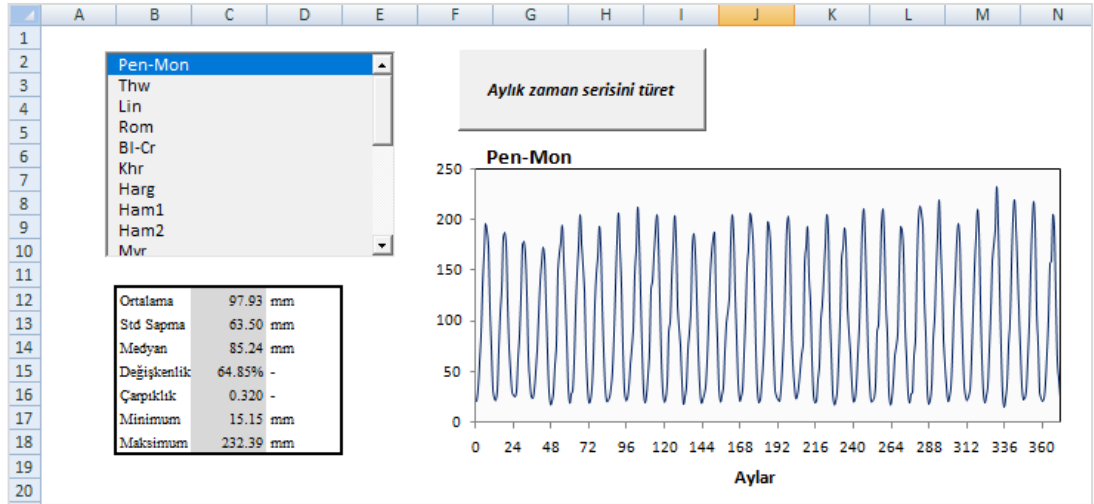 A B C D E F G H I J K L M N
1
2
3
4
5
6
7
8
9
10
11
12
13
14
15
16
17
18
19
20
Pen-Mon
Thw
Lin
Rom
Bl-Cr
Khr
Harg
Ham1
Ham2
Myr
Aylık zaman serisini türet
Ortalama 97.93 mm
Std Sapma 63.50 mm
Medyan 85.24 mm
Değişkenlik 64.85% -
Çarpıklık 0.320 -
Minimum 15.15 mm
Maksimum 232.39 mm
Pen-Mon
250
200
150
100
50
0
0 24 48 72 96 120 144 168 192 216 240 264 288 312 336 360
Aylar